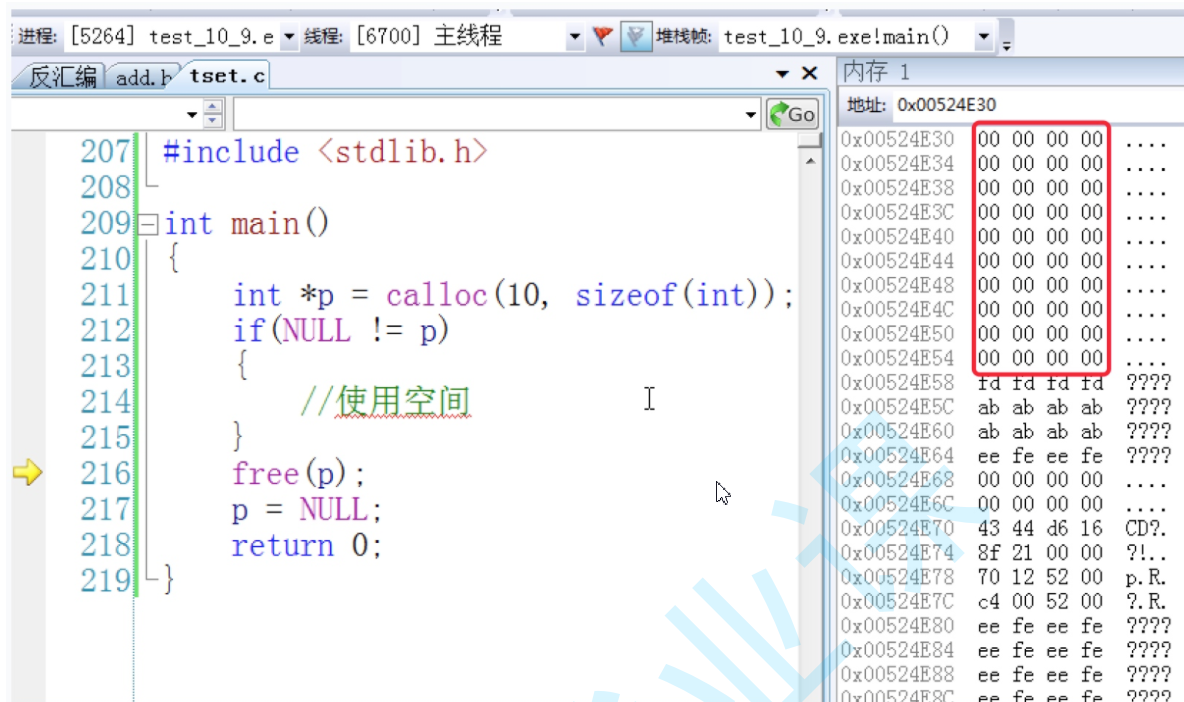 进程: [5264] test_10_9.e 线程: [6700] 主线程 堆栈帧: test_10_9.exe!main()
反汇编 add.h tset.c
Go
207 #include <stdlib.h>
208
209 int main()
210 {
211 int *p = calloc(10, sizeof(int));
212 if(NULL != p)
213 {
214 //使用空间
215 }
216 free(p);
217 p = NULL;
218 return 0;
219 }
内存 1
地址: 0x00524E30
0x00524E30 00 00 00 00 ....
0x00524E34 00 00 00 00 ....
0x00524E38 00 00 00 00 ....
0x00524E3C 00 00 00 00 ....
0x00524E40 00 00 00 00 ....
0x00524E44 00 00 00 00 ....
0x00524E48 00 00 00 00 ....
0x00524E4C 00 00 00 00 ....
0x00524E50 00 00 00 00 ....
0x00524E54 00 00 00 00 ....
0x00524E58 fd fd fd fd ????
0x00524E5C ab ab ab ab ????
0x00524E60 ab ab ab ab ????
0x00524E64 ee fe ee fe ????
0x00524E68 00 00 00 00 ....
0x00524E6C 00 00 00 00 ....
0x00524E70 43 44 d6 16 CD?.
0x00524E74 8f 21 00 00 ?!..
0x00524E78 70 12 52 00 p.R.
0x00524E7C c4 00 52 00 ?.R.
0x00524E80 ee fe ee fe ????
0x00524E84 ee fe ee fe ????
0x00524E88 ee fe ee fe ????
0x00524E8C ee fe ee fe ????
业课